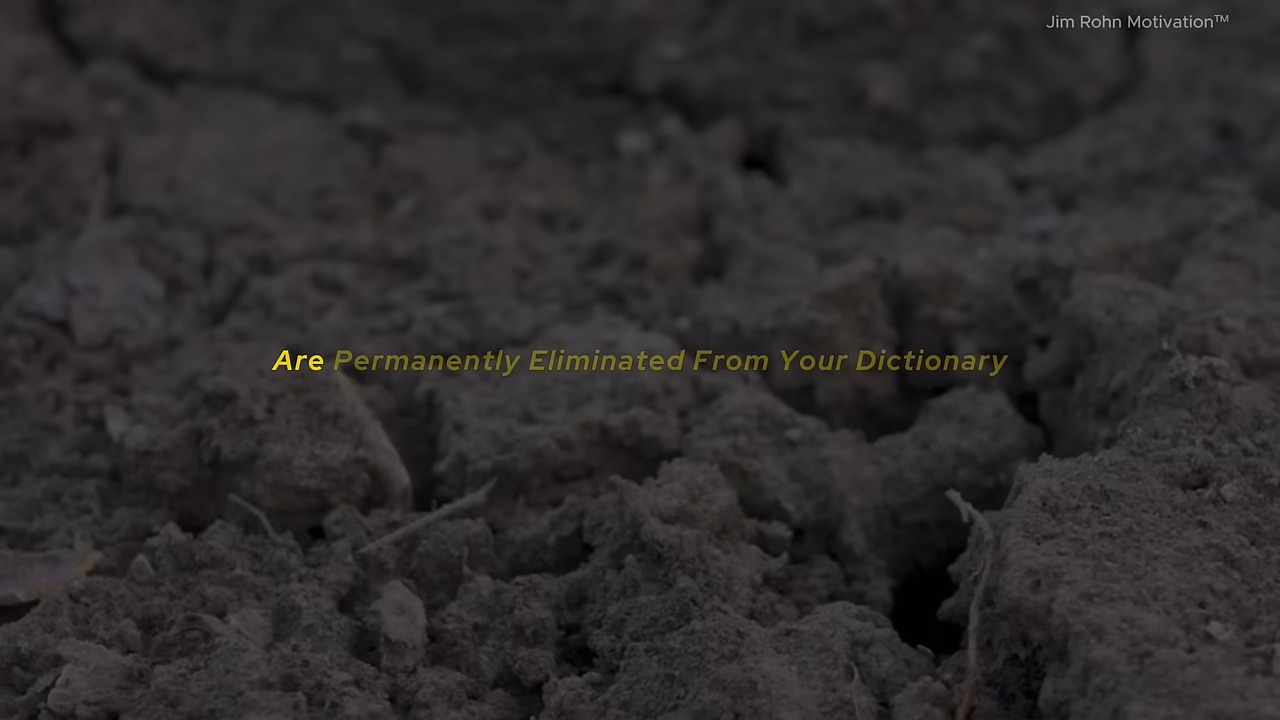 Jim Rohn Motivation™
Are Permanently Eliminated From Your Dictionary